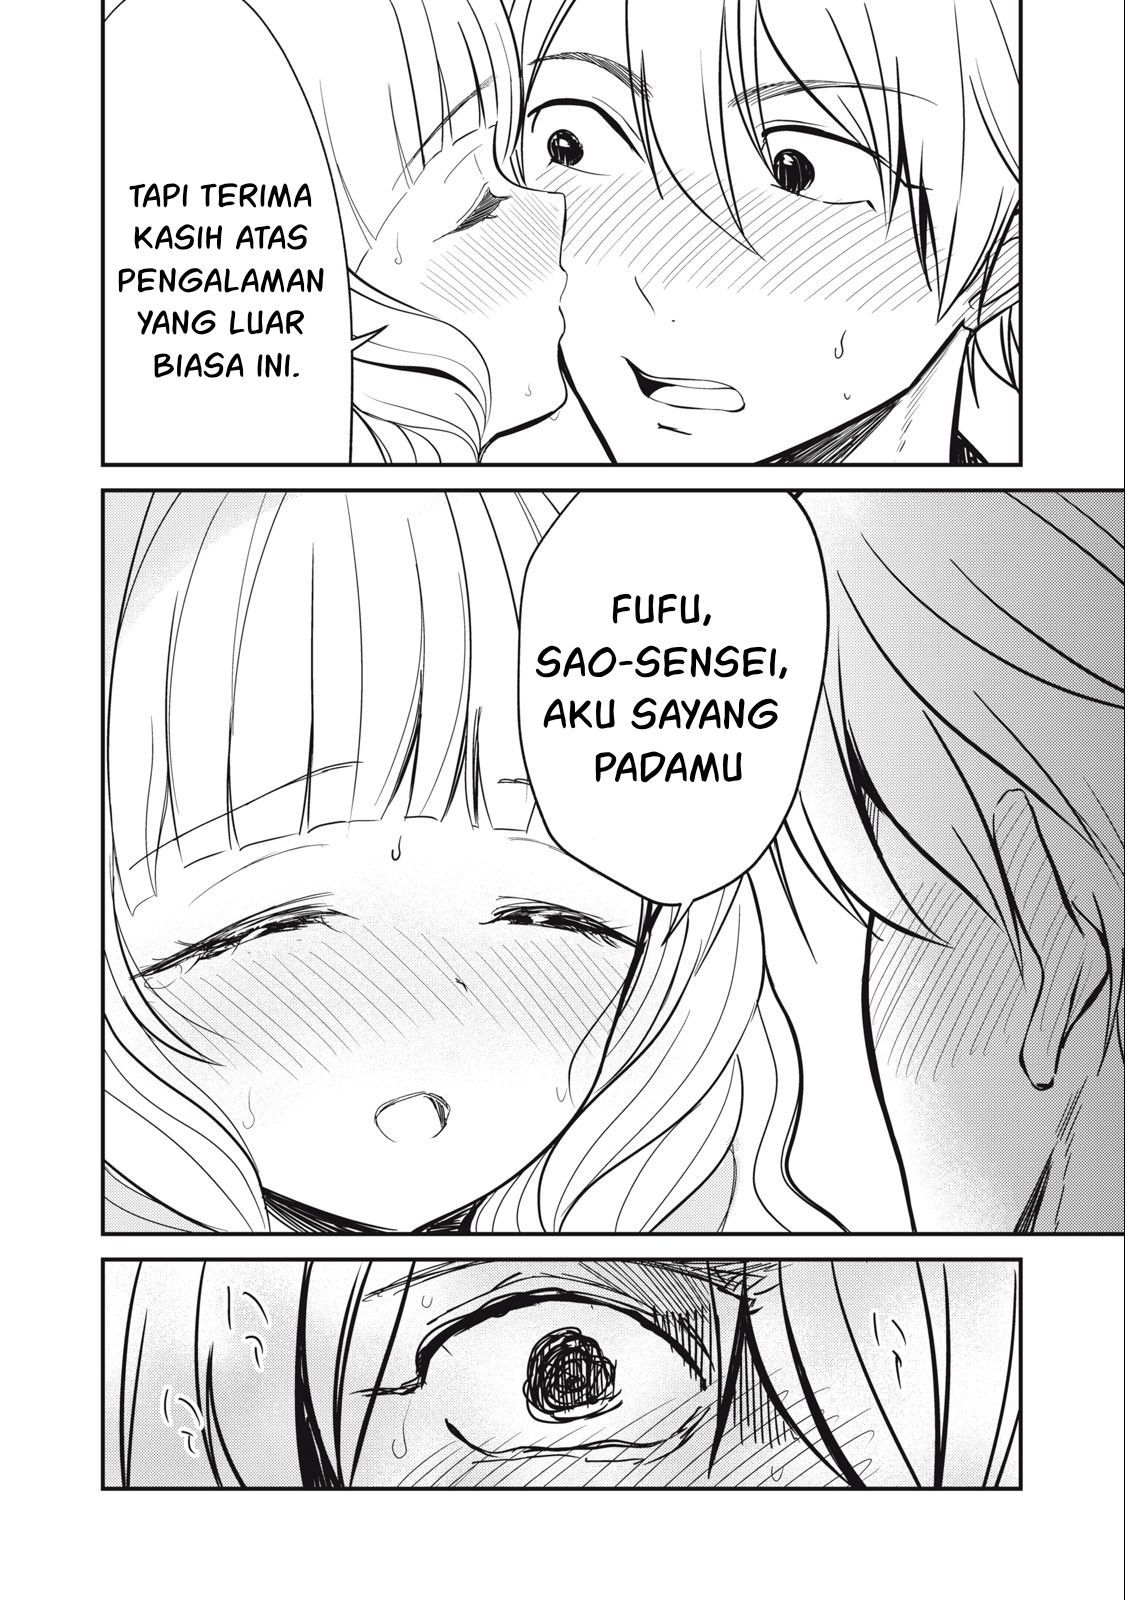 TAPI TERIMA
KASIH ATAS
PENGALAMAN
YANG LUAR
BIASA INI.
FUFU,
SAO-SENSEI,
AKU SAYANG
PADAMU